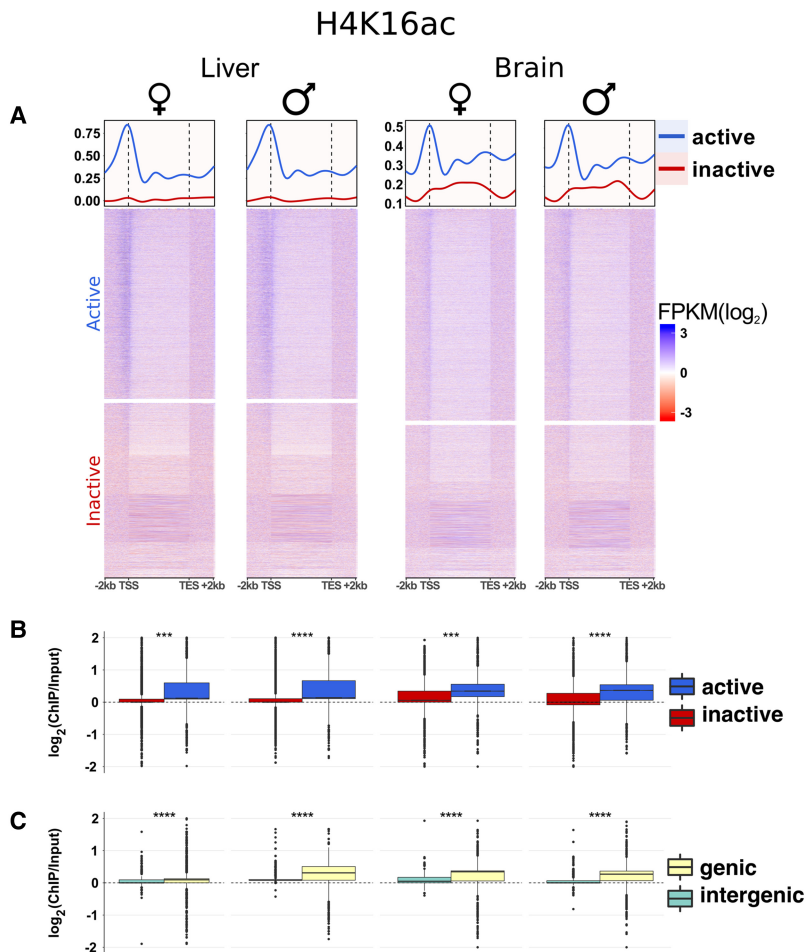 H4K16ac
Liver Brain
♀ ♂ ♀ ♂
A
0.75
0.50
0.25
0.00
0.5
0.4
0.3
0.2
0.1
active
inactive
Active
Inactive
FPKM(log2)
3
0
-3
-2kb TSS TES +2kb -2kb TSS TES +2kb -2kb TSS TES +2kb -2kb TSS TES +2kb
B
log2(ChIP/Input)
2
1
0
-1
-2
*** **** *** ****
active
inactive
C
log2(ChIP/Input)
2
1
0
-1
-2
**** **** **** ****
genic
intergenic